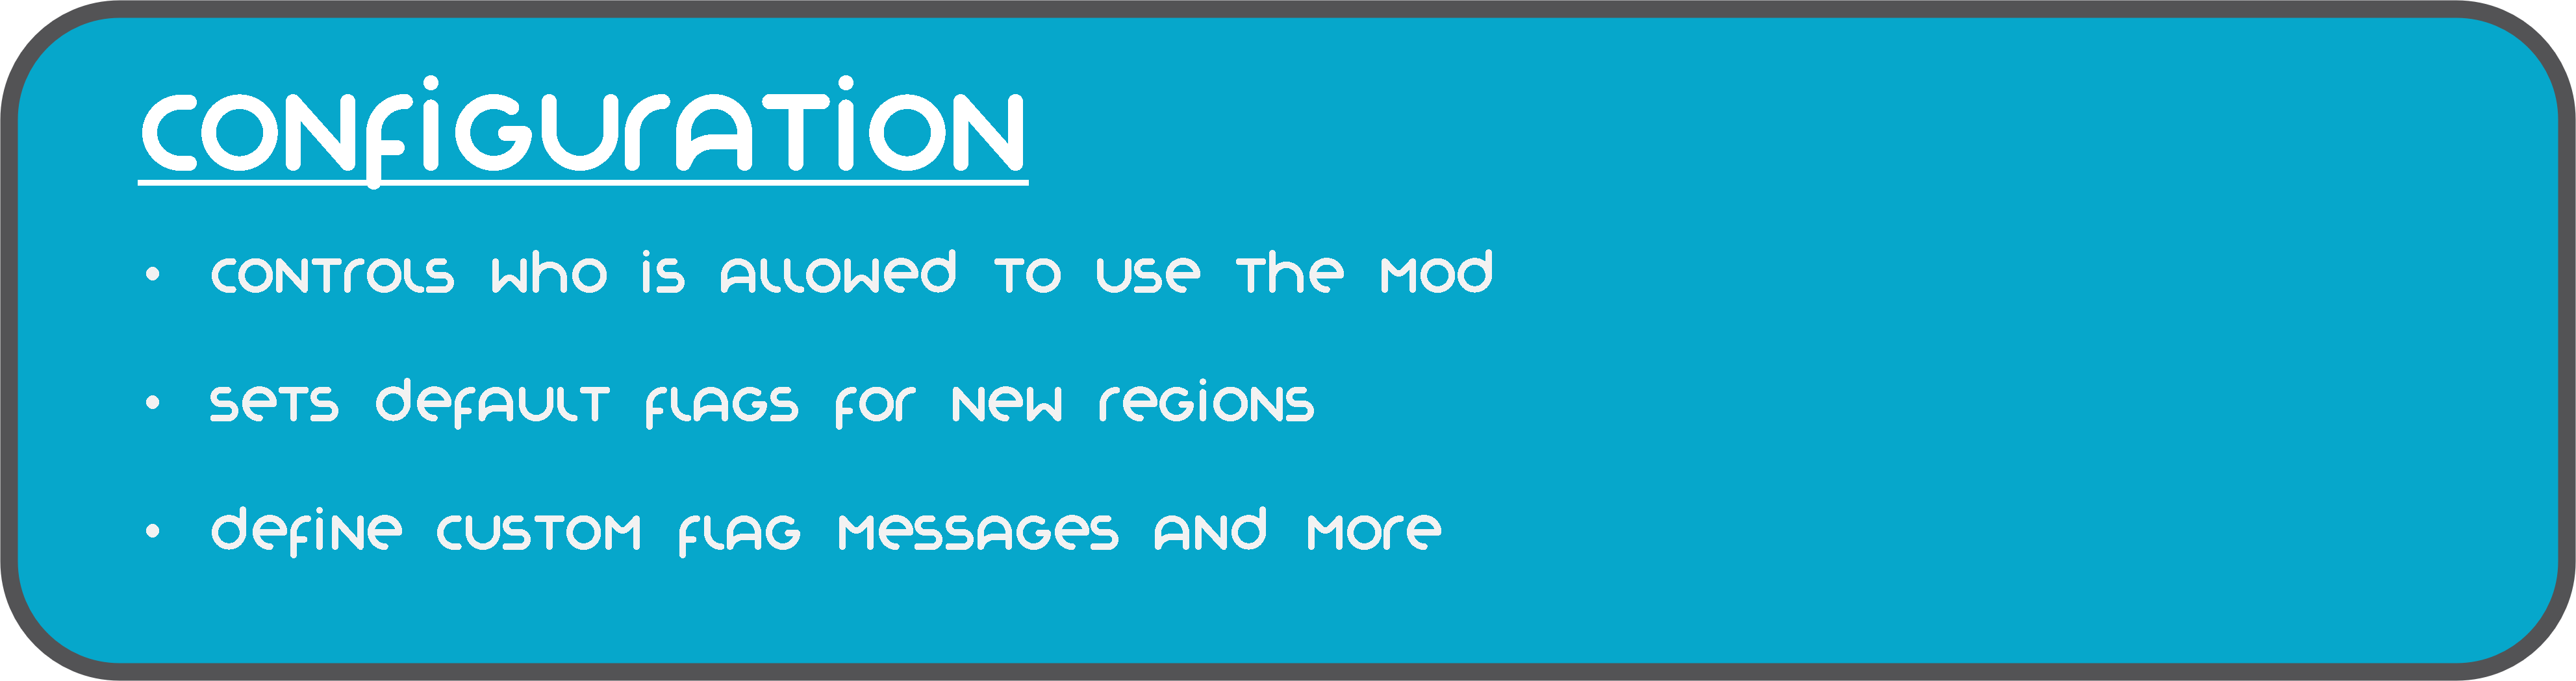 Configuration
• Controls who is allowed to use the mod
• Sets default flags for new regions
• Define custom flag messages and more